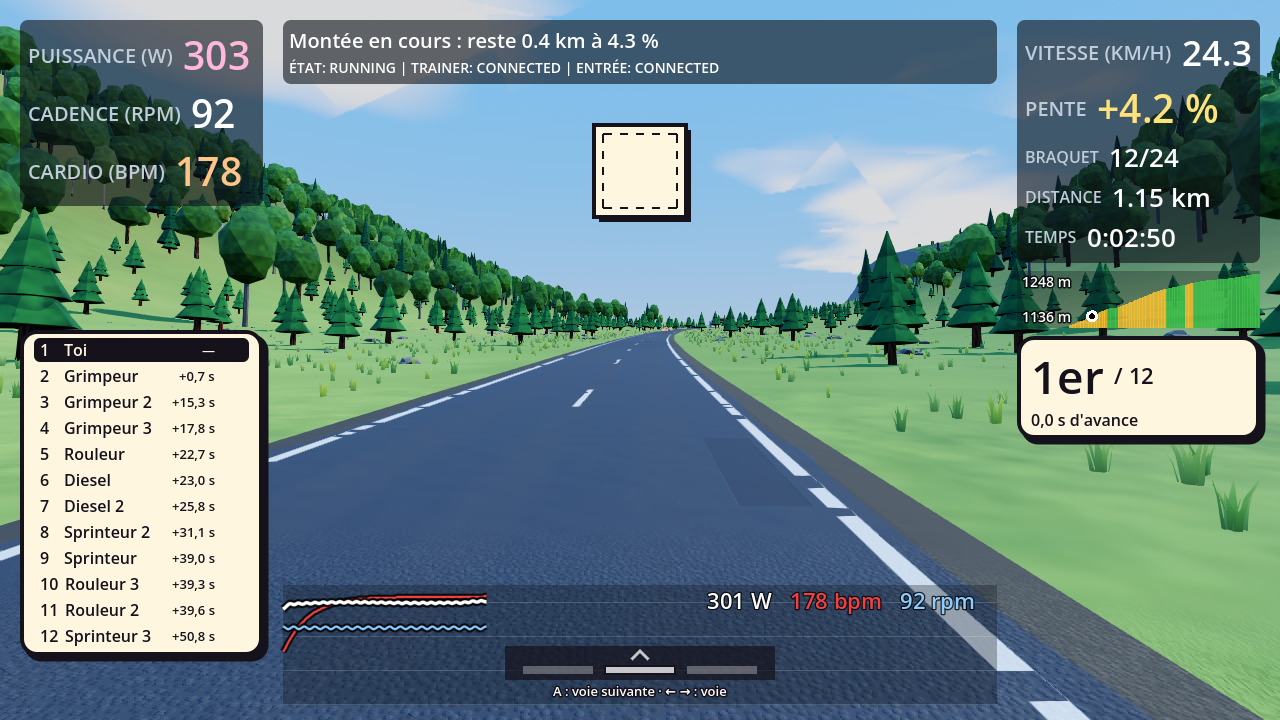 PUISSANCE (W) 303
CADENCE (RPM) 92
CARDIO (BPM) 178
Montée en cours : reste 0.4 km à 4.3 %
ÉTAT: RUNNING | TRAINER: CONNECTED | ENTRÉE: CONNECTED
VITESSE (KM/H) 24.3
PENTE +4.2 %
BRAQUET 12/24
DISTANCE 1.15 km
TEMPS 0:02:50
1248 m
1136 m
1er / 12
0,0 s d'avance
1 Toi —
2 Grimpeur +0,7 s
3 Grimpeur 2 +15,3 s
4 Grimpeur 3 +17,8 s
5 Rouleur +22,7 s
6 Diesel +23,0 s
7 Diesel 2 +25,8 s
8 Sprinteur 2 +31,1 s
9 Sprinteur +39,0 s
10 Rouleur 3 +39,3 s
11 Rouleur 2 +39,6 s
12 Sprinteur 3 +50,8 s
301 W 178 bpm 92 rpm
A : voie suivante · ← → : voie